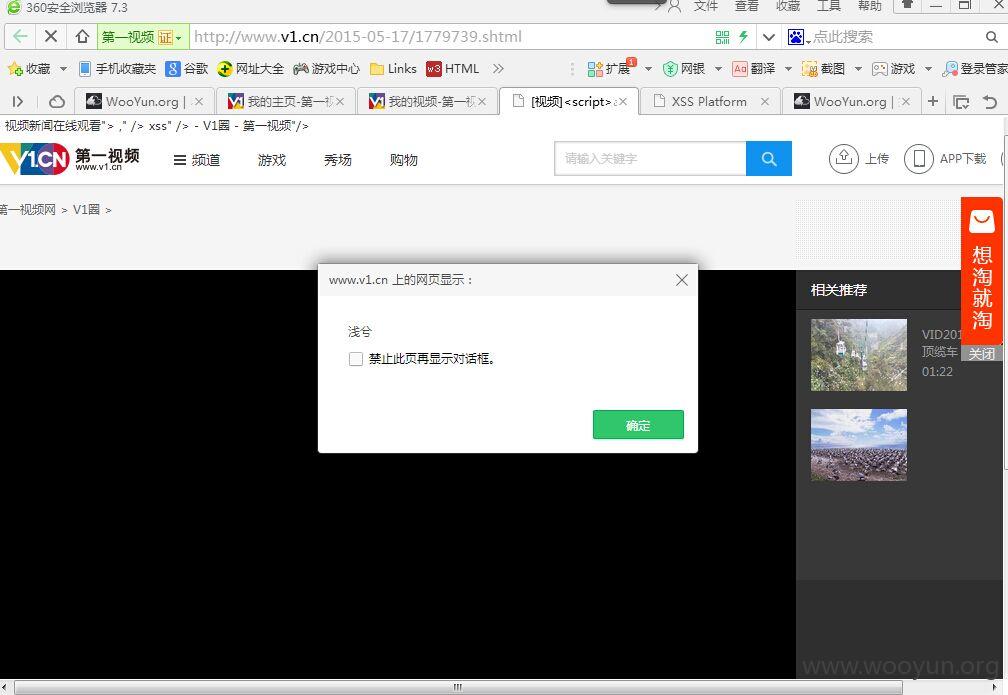 360安全浏览器 7.3
文件 查看 收藏 工具 帮助
第一视频 证 http://www.v1.cn/2015-05-17/1779739.shtml 点此搜索
收藏 手机收藏夹 谷歌 网址大全 游戏中心 Links w3 HTML 扩展 1 网银 翻译 截图 游戏 登录管家
WooYun.org | 我的主页-第一视 我的视频-第一视 [视频]<script> XSS Platform WooYun.org |
视频新闻在线观看"> ," /> xss" /> - V1圈 - 第一视频"/>
V1.CN 第一视频
www.v1.cn
频道 游戏 秀场 购物 请输入关键字 上传 APP下载
第一视频网 > V1圈 >
想淘就淘
关闭
www.v1.cn 上的网页显示：
浅兮
禁止此页再显示对话框。
确定
相关推荐
VID201
顶缆车
01:22
www.wooyun.org